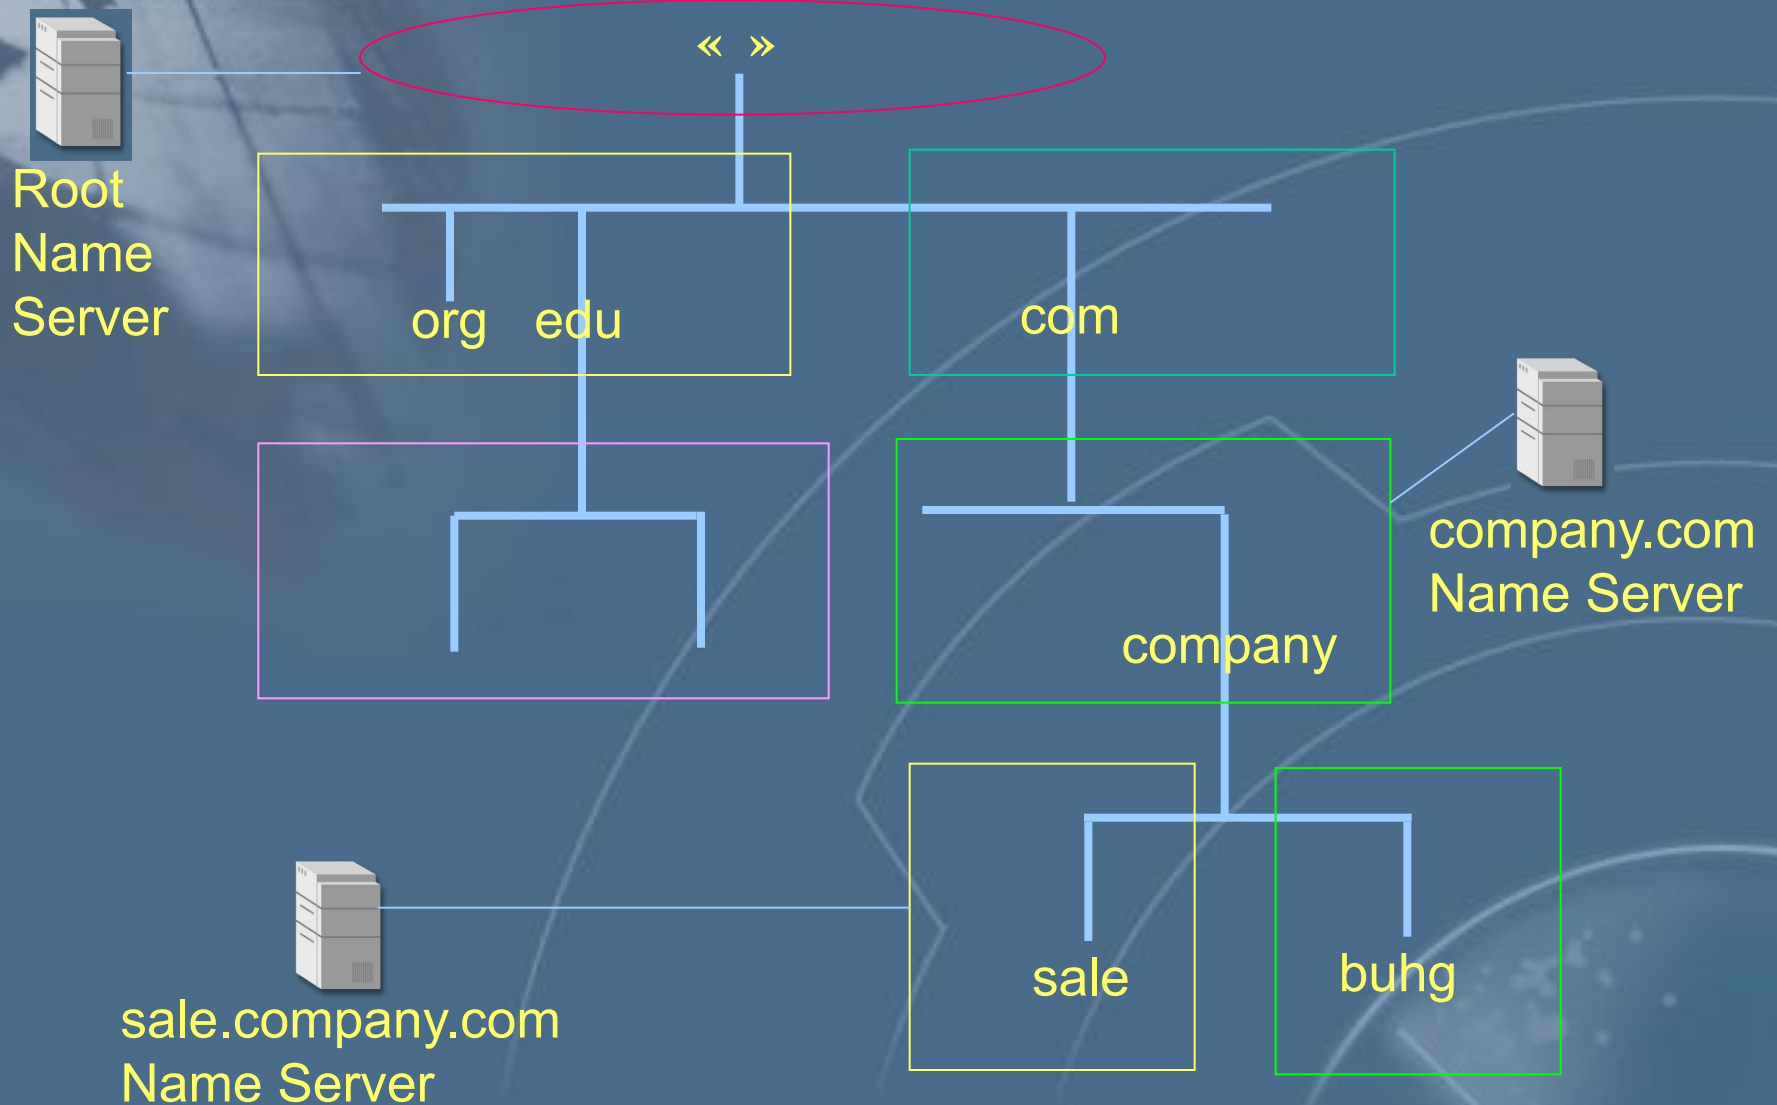 « »
Root
Name
Server
org edu com
company.com
Name Server
company
sale buhg
sale.company.com
Name Server